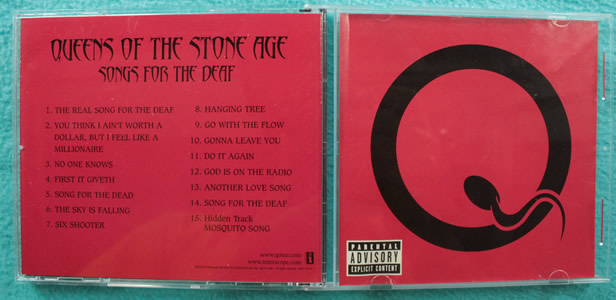 QUEENS OF THE STONE AGE
SONGS FOR THE DEAF
1. THE REAL SONG FOR THE DEAF
2. YOU THINK I AIN'T WORTH A
DOLLAR, BUT I FEEL LIKE A
MILLIONAIRE
3. NO ONE KNOWS
4. FIRST IT GIVETH
5. SONG FOR THE DEAD
6. THE SKY IS FALLING
7. SIX SHOOTER
8. HANGING TREE
9. GO WITH THE FLOW
10. GONNA LEAVE YOU
11. DO IT AGAIN
12. GOD IS ON THE RADIO
13. ANOTHER LOVE SONG
14. SONG FOR THE DEAF
15. Hidden Track
MOSQUITO SONG
www.qotsa.com
www.interscope.com
PARENTAL
ADVISORY
EXPLICIT CONTENT